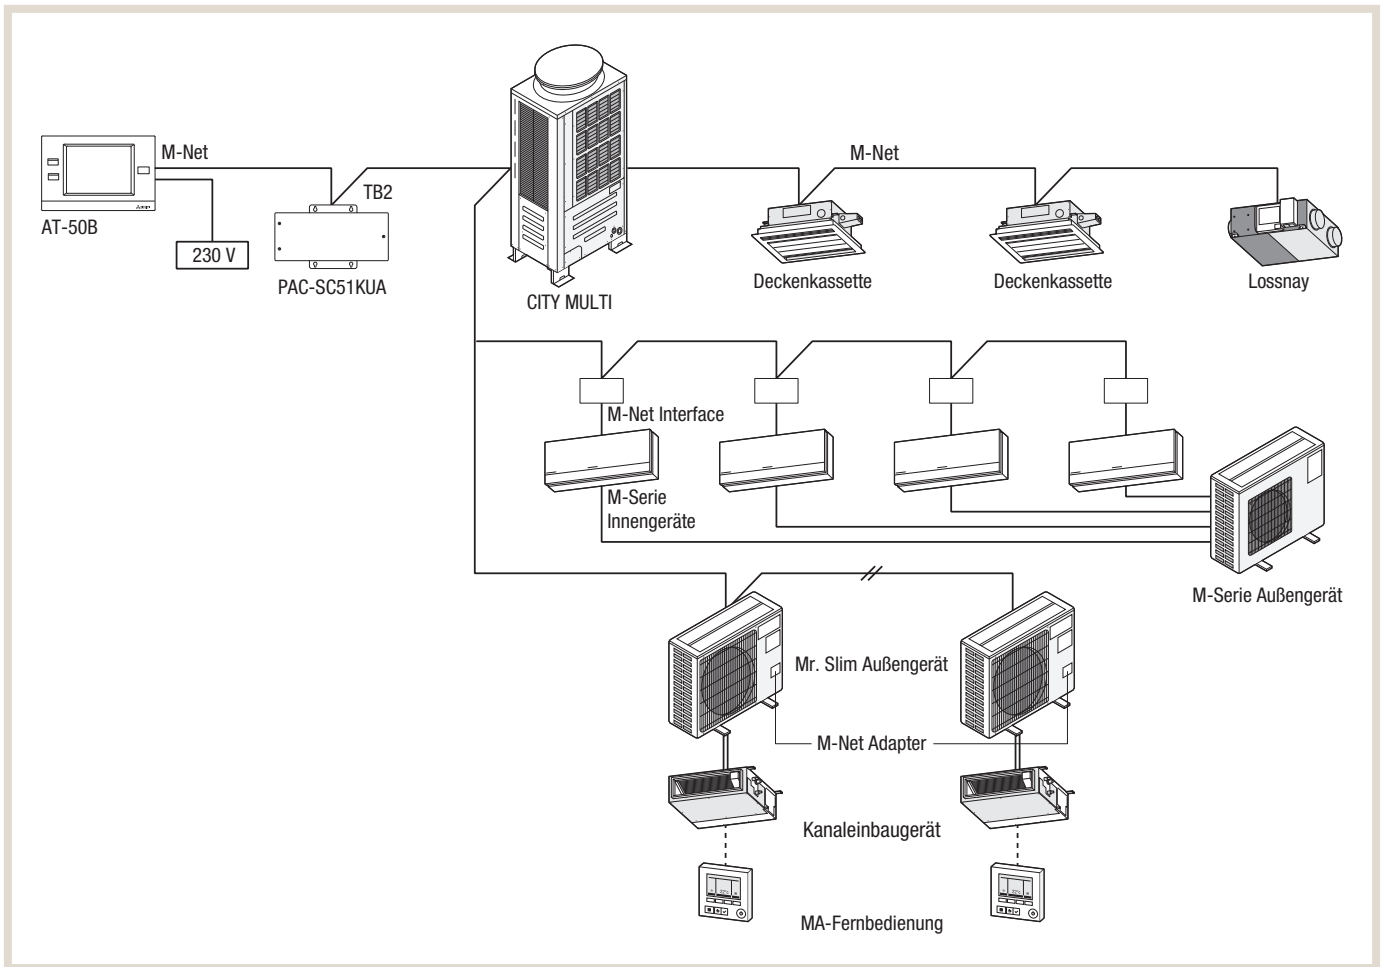 M-Net
M-Net
TB2
AT-50B
230 V
PAC-SC51KUA
CITY MULTI
Deckenkassette
Deckenkassette
Lossnay
M-Net Interface
M-Serie
Innengeräte
M-Serie Außengerät
Mr. Slim Außengerät
M-Net Adapter
Kanaleinbaugerät
MA-Fernbedienung